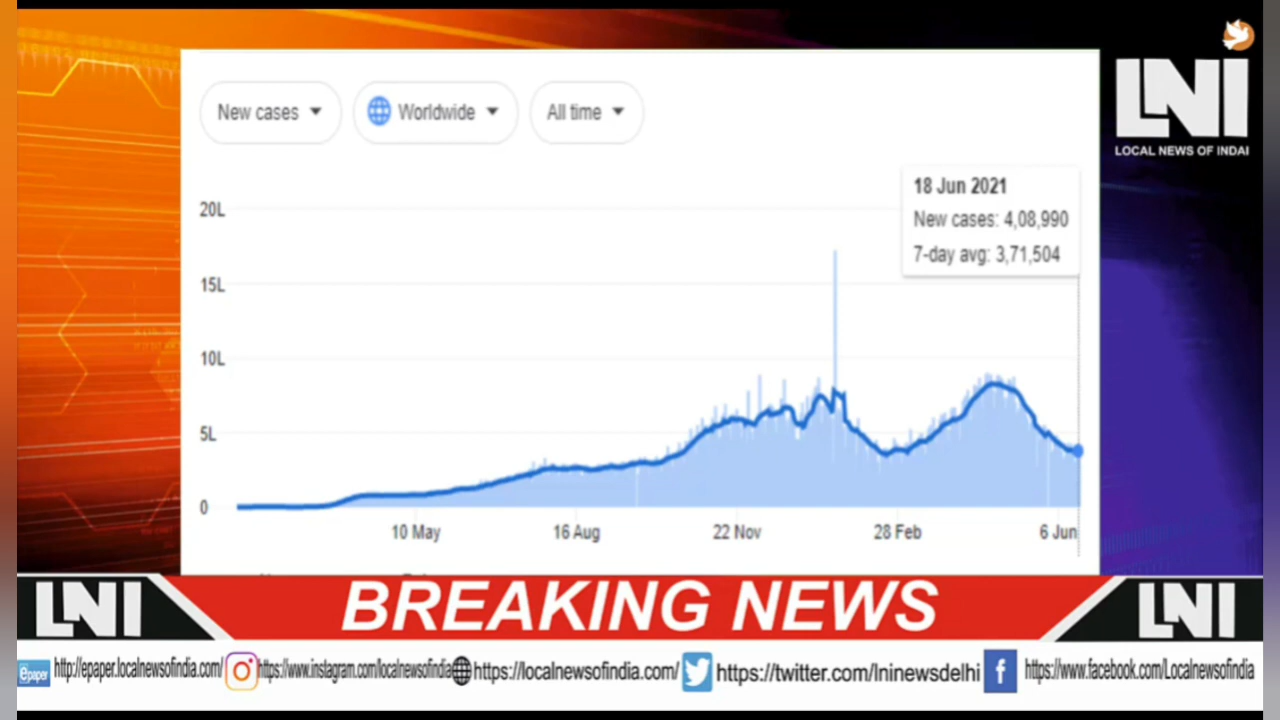 New cases
Worldwide
All time
LNI
LOCAL NEWS OF INDAI
18 Jun 2021
New cases: 4,08,990
7-day avg: 3,71,504
20L
15L
10L
5L
0
10 May
16 Aug
22 Nov
28 Feb
6 Jun
LNI
BREAKING NEWS
LNI
epaper
http://epaper.localnewsofindia.com/
https://www.instagram.com/localnewsofindia
https://localnewsofindia.com/
https://twitter.com/lninewsdelhi
f
https://www.facebook.com/Localnewsofindia